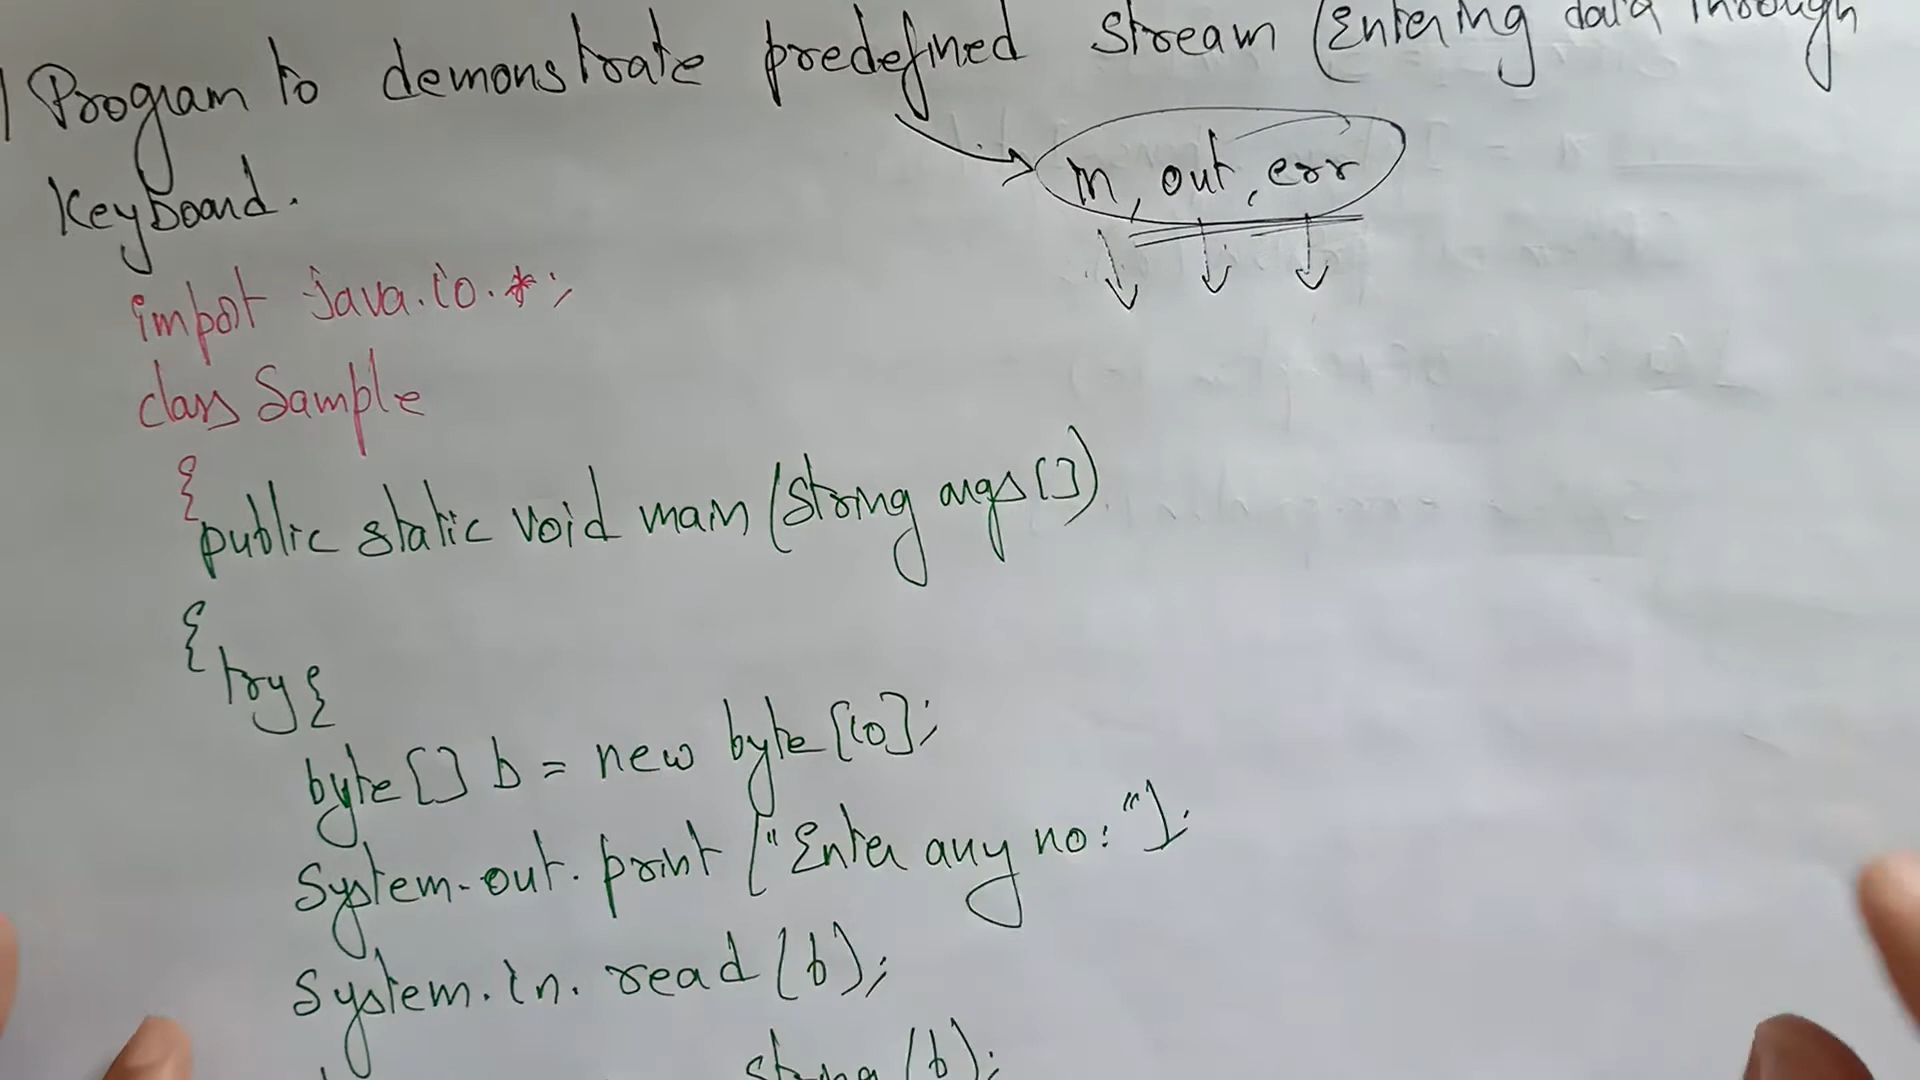 Program to demonstrate predefined stream (Entering data through
Keyboard.
in, out, err
import java.io.*;
class Sample
{
public static void main (String args[])
{
try{
byte[] b = new byte[10];
System.out.print ("Enter any no:");
System.in.read (b);
string (b);